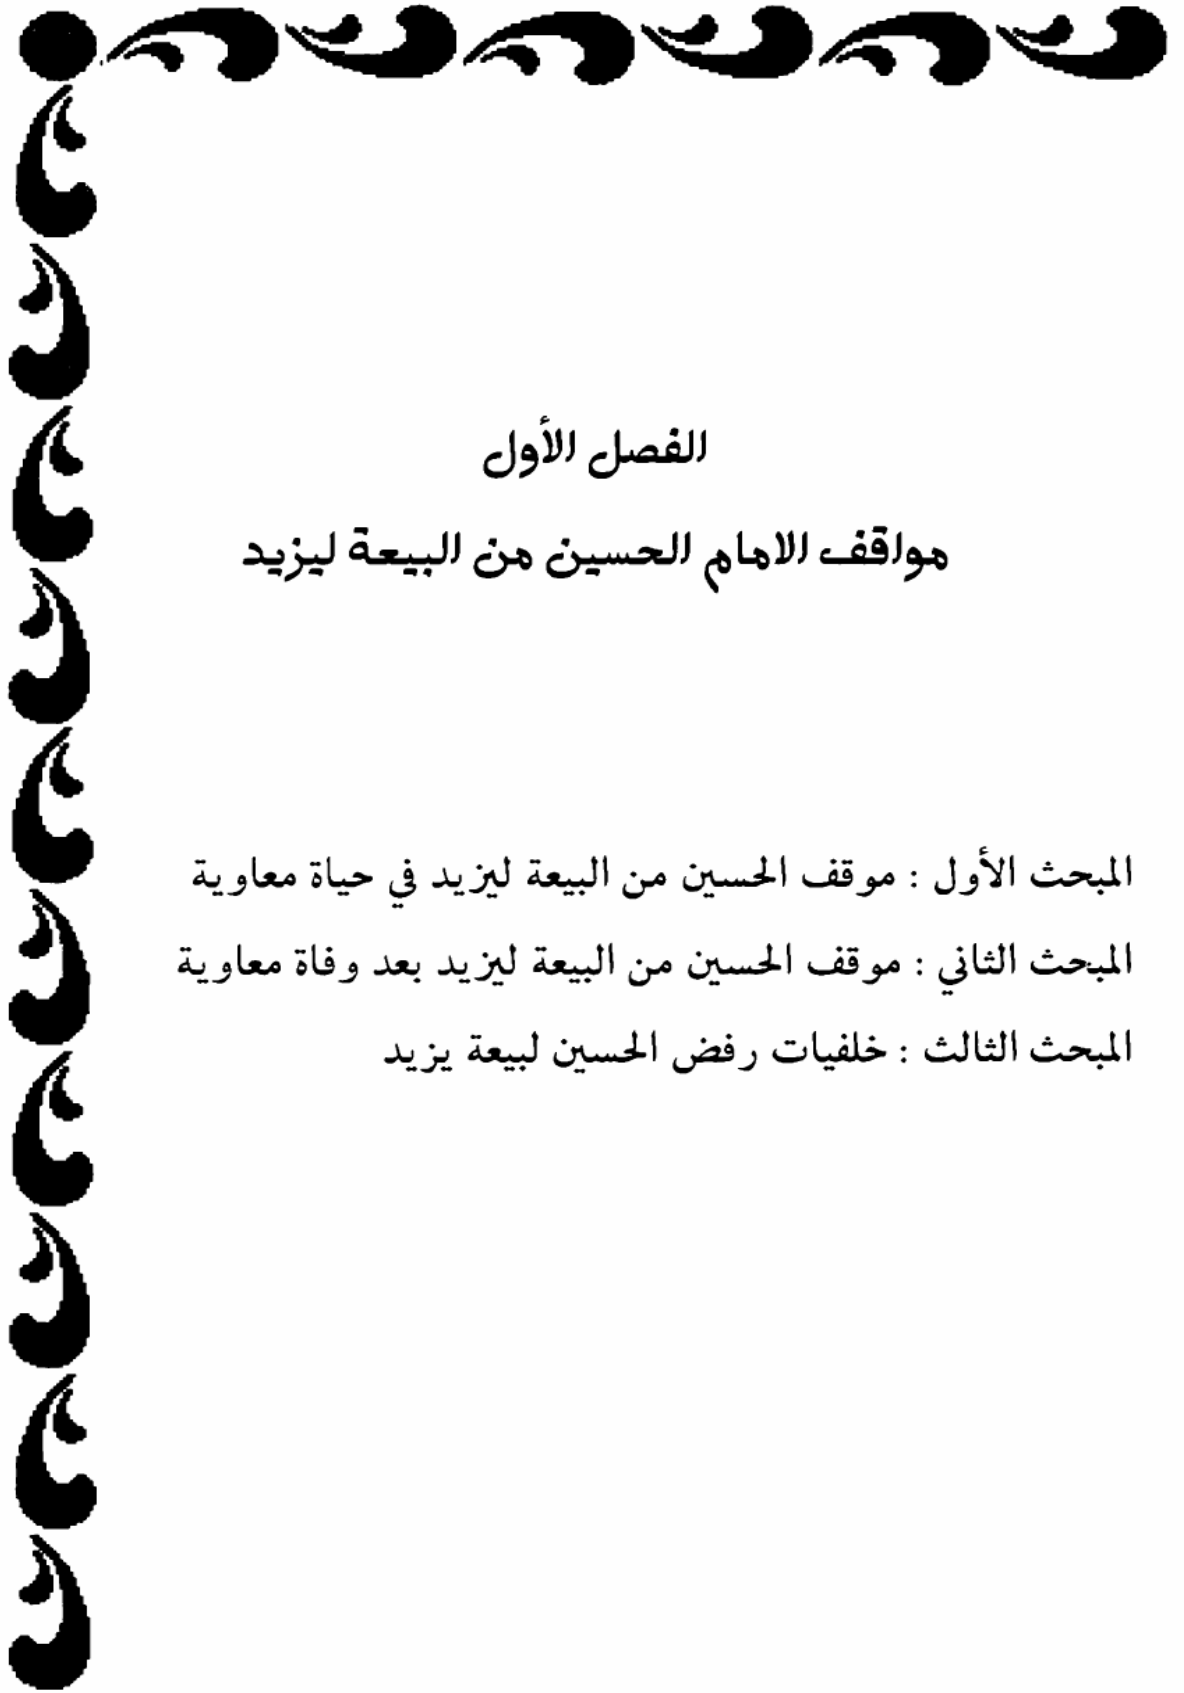 الفصل الأول
مواقف الامام الحسين من البيعة ليزيد
المبحث الأول : موقف الحسين من البيعة ليزيد في حياة معاوية
المبحث الثاني : موقف الحسين من البيعة ليزيد بعد وفاة معاوية
المبحث الثالث : خلفيات رفض الحسين لبيعة يزيد